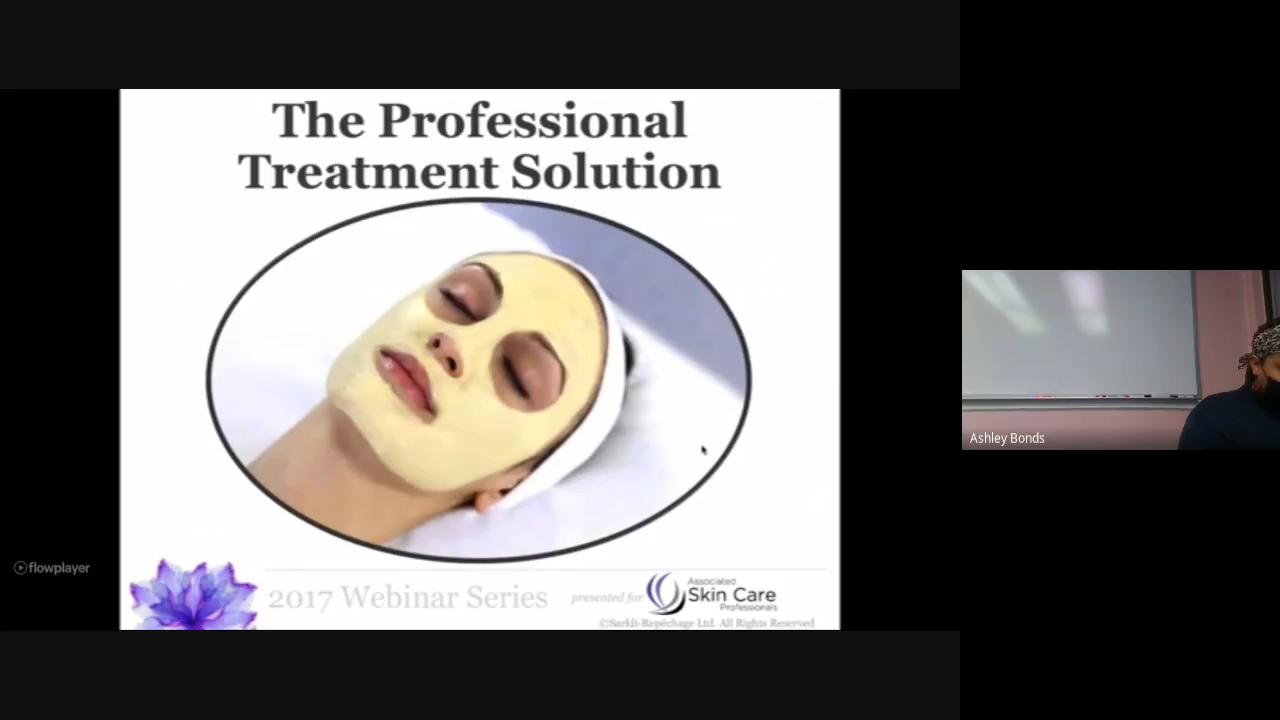 The Professional
Treatment Solution
flowplayer
2017 Webinar Series
presented for
Associated
Skin Care
Professionals
©Sarkli-Repêchage Ltd. All Rights Reserved
Ashley Bonds